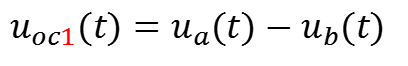 u_{oc1}(t) = u_a(t) − u_b(t)